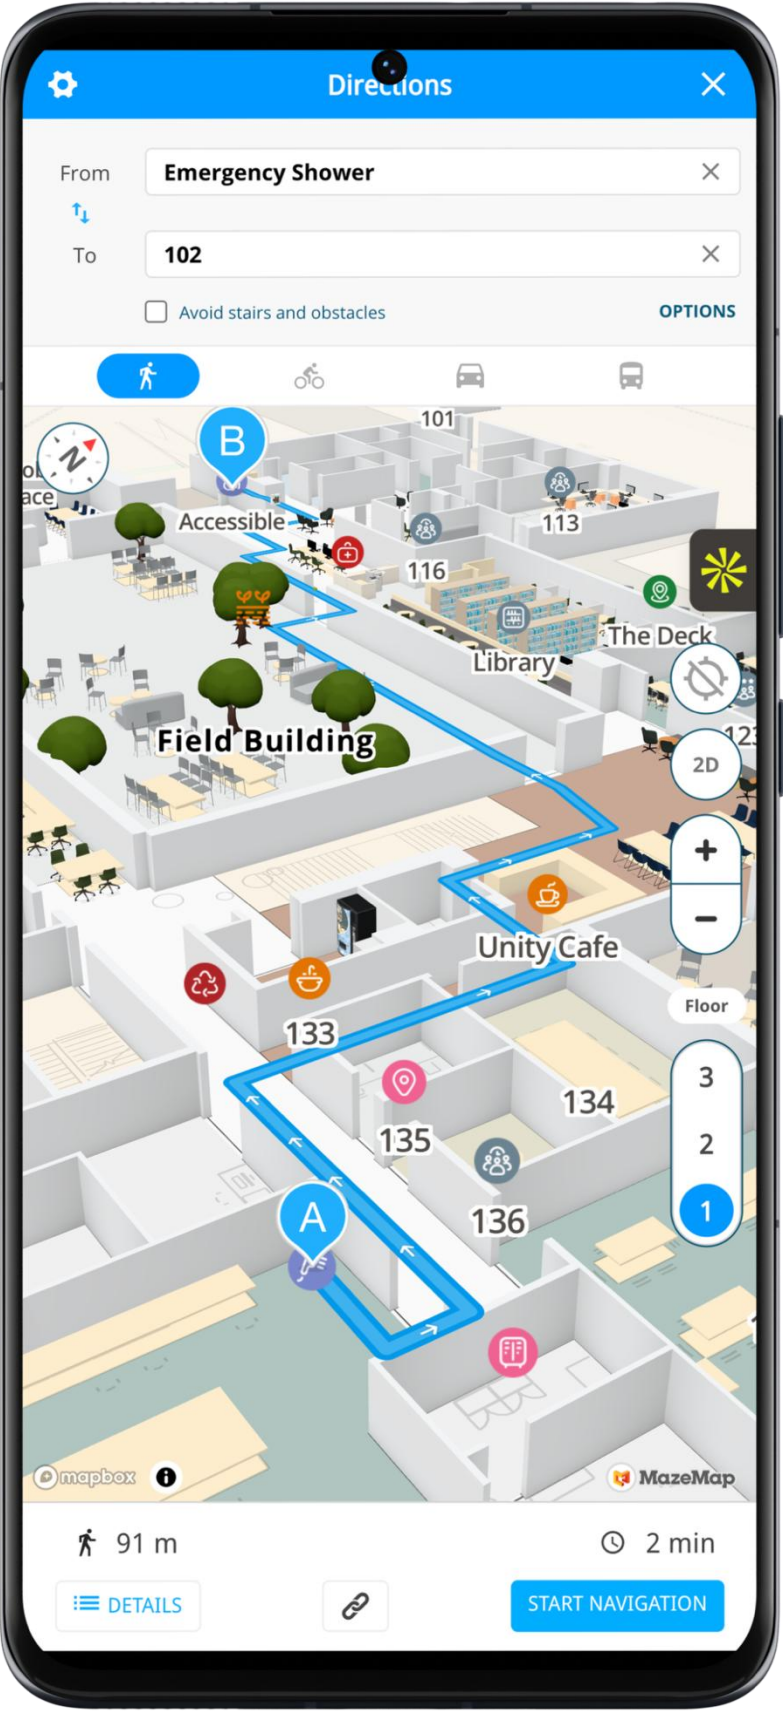 Directions
From
Emergency Shower
To
102
Avoid stairs and obstacles
OPTIONS
101
N
B
Accessible
113
116
The Deck
Library
2D
Field Building
+
−
Unity Cafe
Floor
133
3
134
135
2
136
1
A
mapbox
MazeMap
91 m
2 min
DETAILS
START NAVIGATION